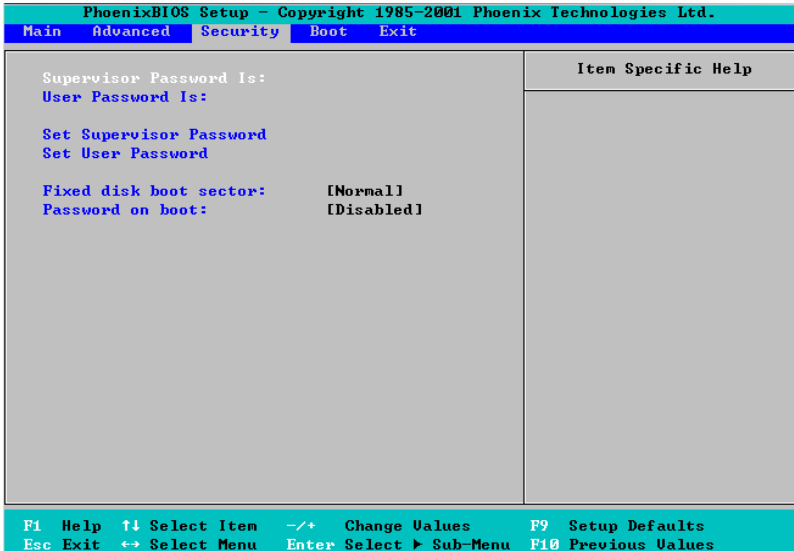 PhoenixBIOS Setup - Copyright 1985-2001 Phoenix Technologies Ltd.
Main Advanced Security Boot Exit
Item Specific Help
Supervisor Password Is:
User Password Is:
Set Supervisor Password
Set User Password
Fixed disk boot sector: [Normal]
Password on boot: [Disabled]
F1 Help ↑↓ Select Item -/+ Change Values F9 Setup Defaults
Esc Exit ↔ Select Menu Enter Select ► Sub-Menu F10 Previous Values